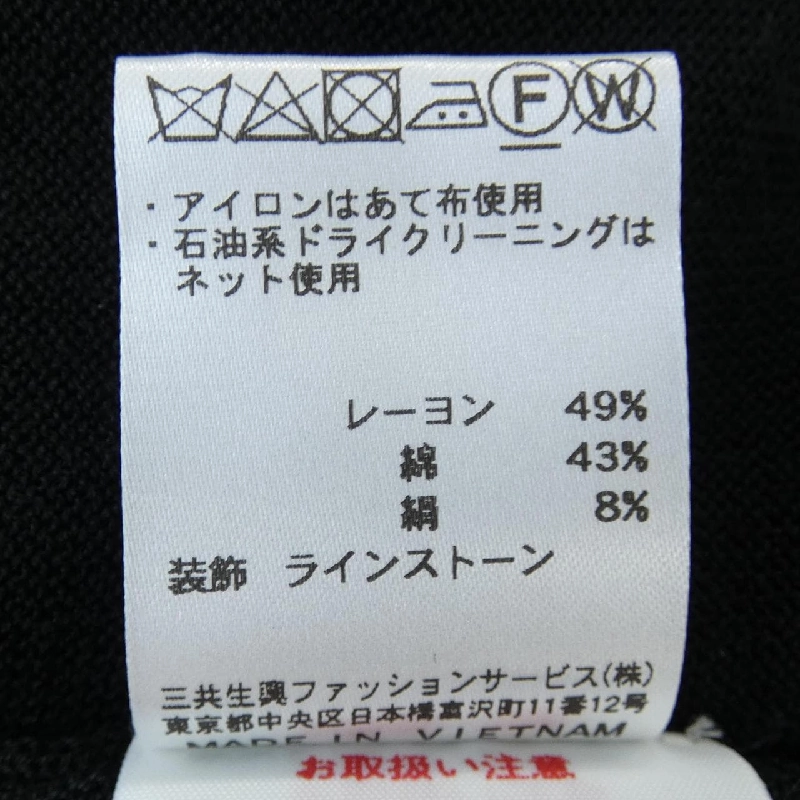 F W
・アイロンはあて布使用
・石油系ドライクリーニングは
ネット使用
レーヨン 49%
綿 43%
絹 8%
装飾 ラインストーン
三共生興ファッションサービス(株)
東京都中央区日本橋富沢町11番12号
MADE IN VIETNAM
お取扱い注意